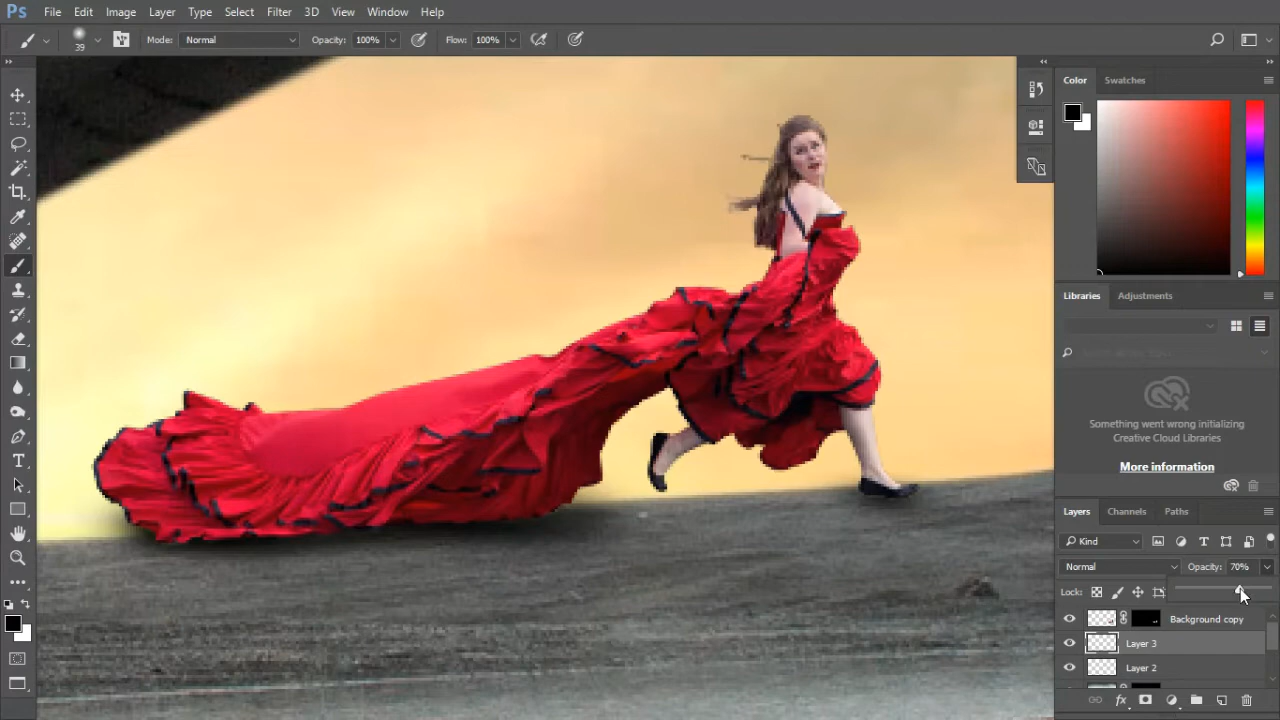 Ps File Edit Image Layer Type Select Filter 3D View Window Help
39 Mode: Normal Opacity: 100% Flow: 100%
Color Swatches
Libraries Adjustments
Something went wrong initializing
Creative Cloud Libraries
More information
Layers Channels Paths
Kind
Normal Opacity: 70%
Lock:
Background copy
Layer 3
Layer 2